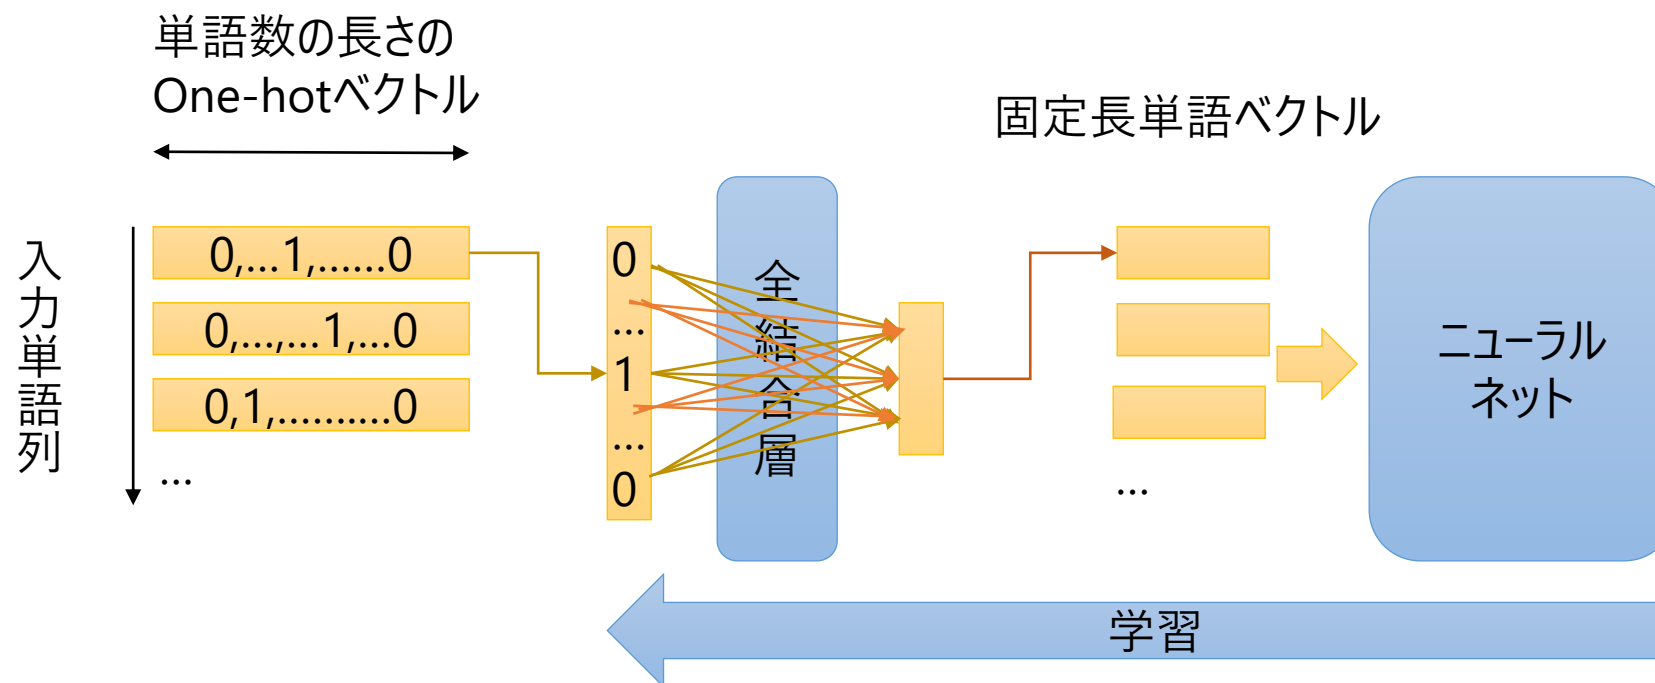 単語数の長さの
One-hotベクトル
固定長単語ベクトル
入力単語列
0,...1,......0
0,...,...1,...0
0,1,..........0
...
0
...
1
...
0
全結合層
...
ニューラル
ネット
学習